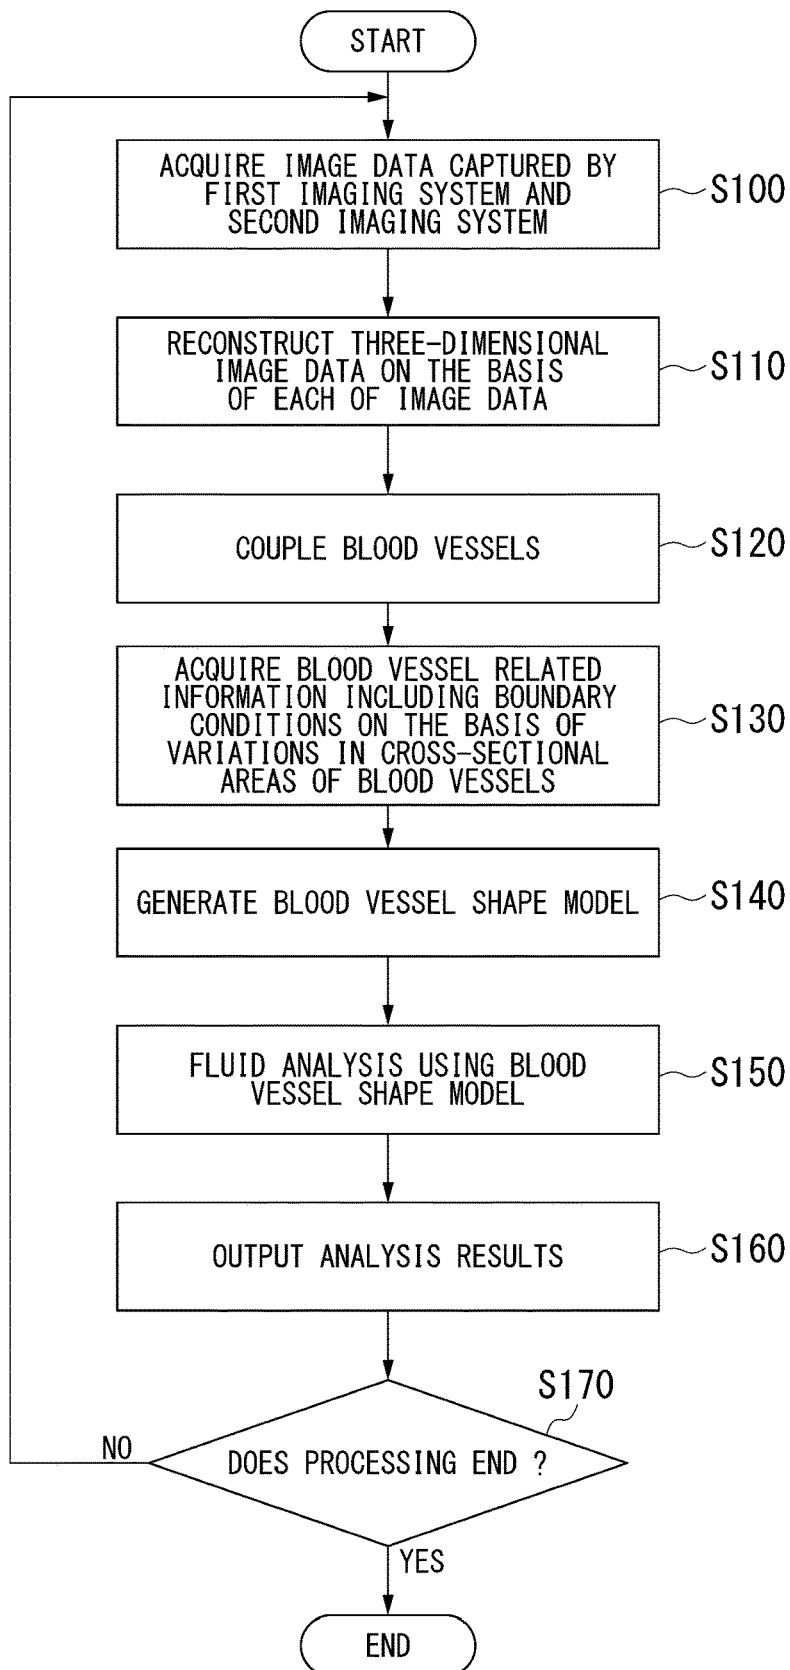 START
ACQUIRE IMAGE DATA CAPTURED BY
FIRST IMAGING SYSTEM AND
SECOND IMAGING SYSTEM
S100
RECONSTRUCT THREE-DIMENSIONAL
IMAGE DATA ON THE BASIS
OF EACH OF IMAGE DATA
S110
COUPLE BLOOD VESSELS
S120
ACQUIRE BLOOD VESSEL RELATED
INFORMATION INCLUDING BOUNDARY
CONDITIONS ON THE BASIS OF
VARIATIONS IN CROSS-SECTIONAL
AREAS OF BLOOD VESSELS
S130
GENERATE BLOOD VESSEL SHAPE MODEL
S140
FLUID ANALYSIS USING BLOOD
VESSEL SHAPE MODEL
S150
OUTPUT ANALYSIS RESULTS
S160
S170
NO
DOES PROCESSING END ?
YES
END